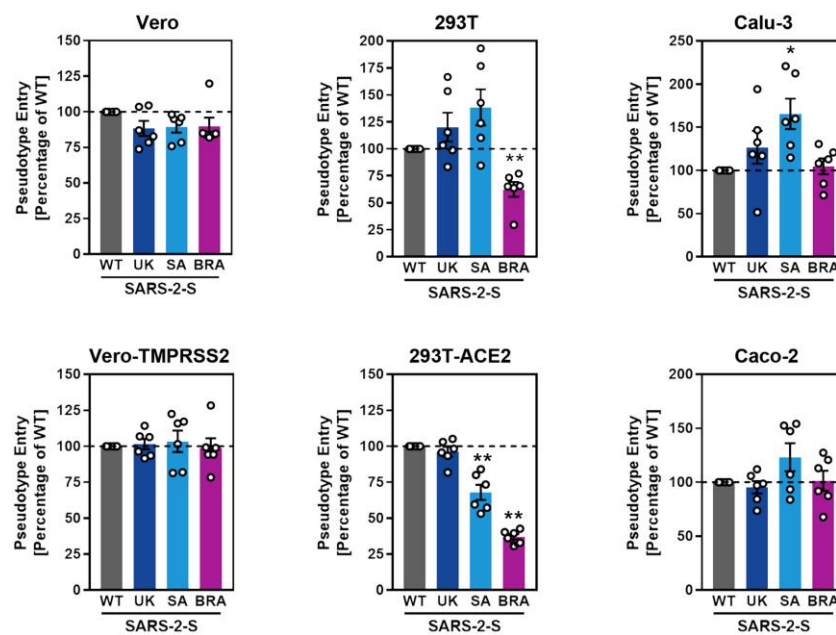 Vero
Pseudotype Entry
[Percentage of WT]
150
125
100
75
50
25
0
WT UK SA BRA
SARS-2-S
293T
Pseudotype Entry
[Percentage of WT]
200
175
150
125
100
75
50
25
0
**
WT UK SA BRA
SARS-2-S
Calu-3
Pseudotype Entry
[Percentage of WT]
250
200
150
100
50
0
*
WT UK SA BRA
SARS-2-S
Vero-TMPRSS2
Pseudotype Entry
[Percentage of WT]
150
125
100
75
50
25
0
WT UK SA BRA
SARS-2-S
293T-ACE2
Pseudotype Entry
[Percentage of WT]
150
125
100
75
50
25
0
**
**
WT UK SA BRA
SARS-2-S
Caco-2
Pseudotype Entry
[Percentage of WT]
200
150
100
50
0
WT UK SA BRA
SARS-2-S